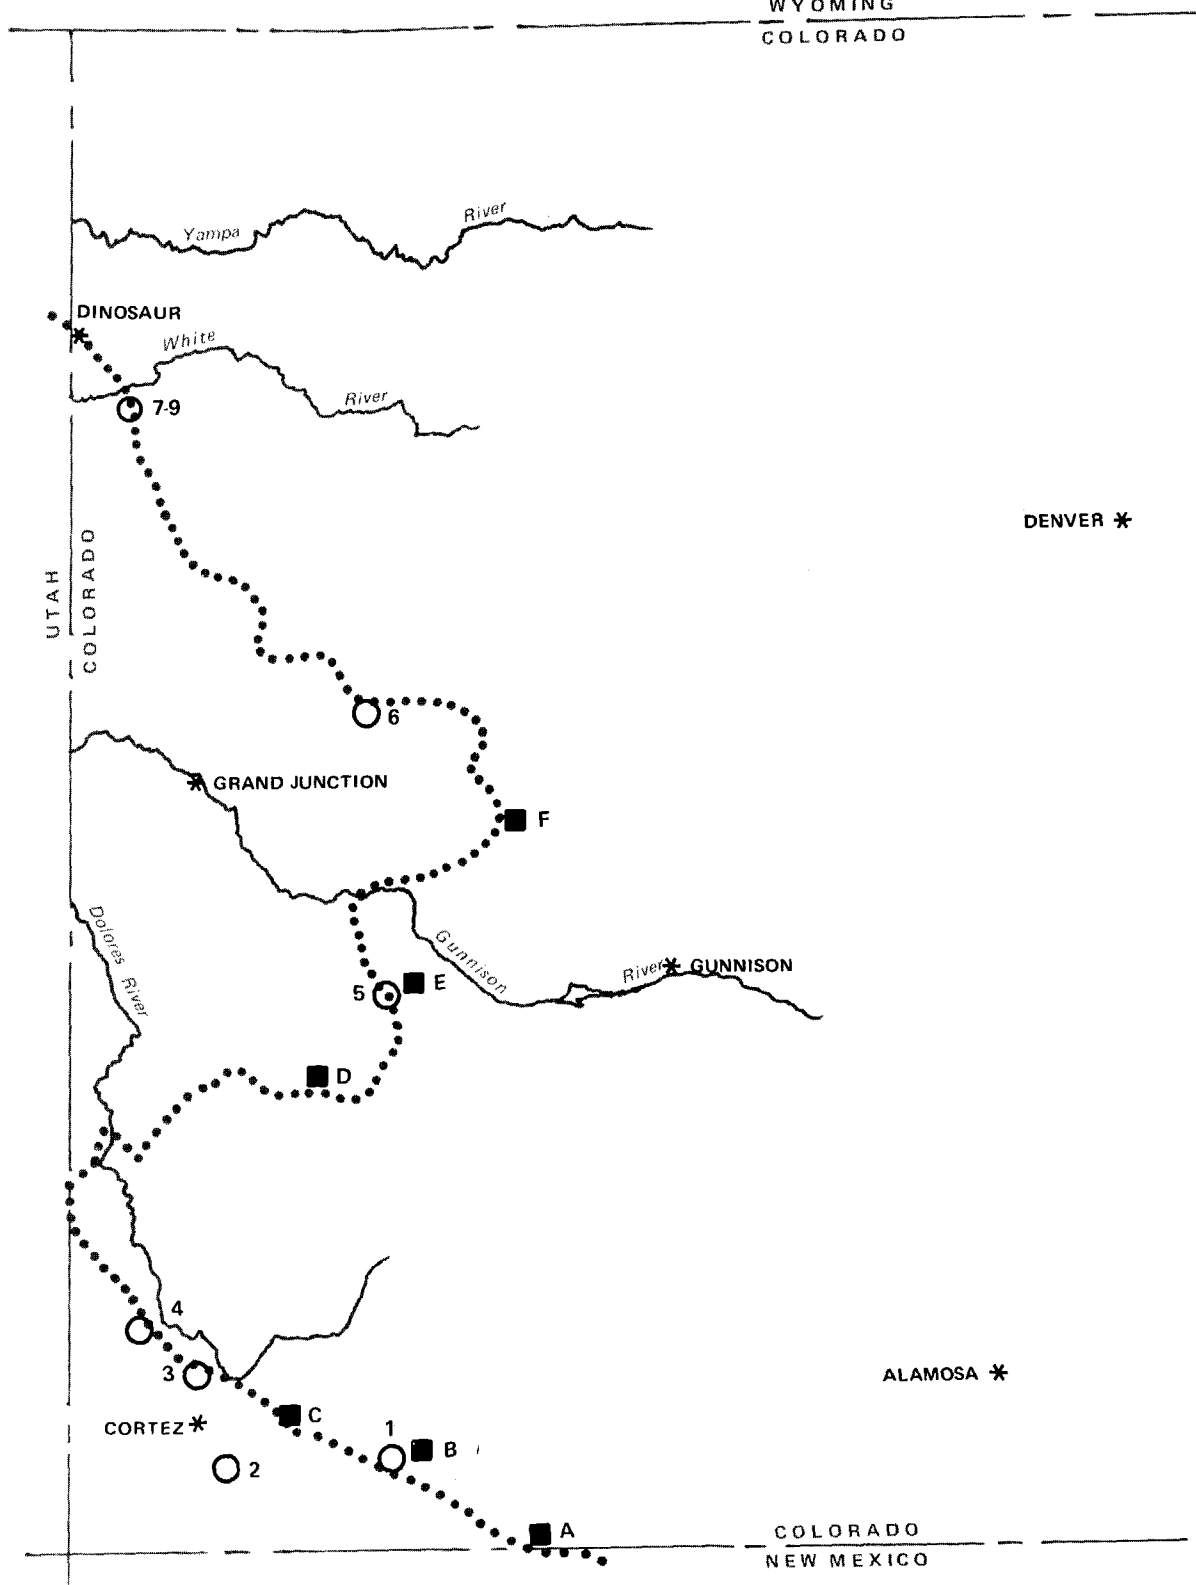 WYOMING
COLORADO
Yampa River
DINOSAUR
White River
7-9
DENVER
UTAH
COLORADO
6
GRAND JUNCTION
F
Dolores River
Gunnison River
GUNNISON
5
E
D
4
3
ALAMOSA
C
CORTEZ
1
B
2
A
COLORADO
NEW MEXICO